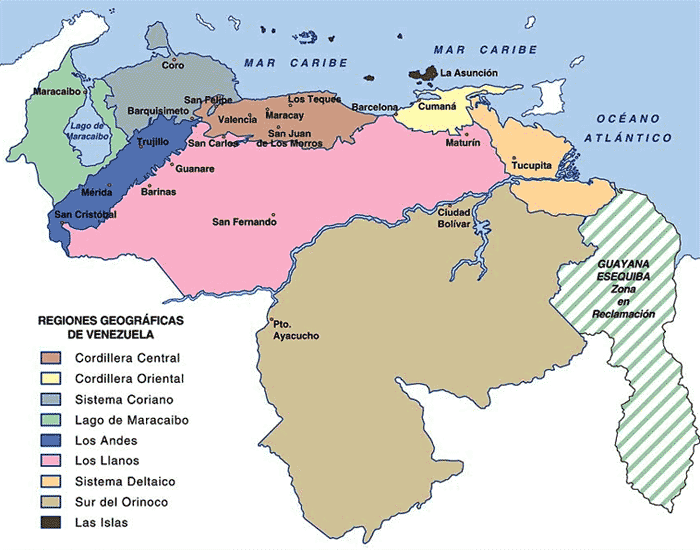 MAR CARIBE
MAR CARIBE
OCÉANO
ATLÁNTICO
Coro
Maracaibo
Lago de
Maracaibo
Barquisimeto
San Felipe
Los Teques
Valencia
Maracay
San Juan
de Los Morros
San Carlos
Barcelona
La Asunción
Cumaná
Maturín
Tucupita
Trujillo
Guanare
Mérida
Barinas
San Cristóbal
San Fernando
Ciudad
Bolívar
Pto.
Ayacucho
GUAYANA
ESEQUIBA
Zona
en
Reclamación
REGIONES GEOGRÁFICAS
DE VENEZUELA
Cordillera Central
Cordillera Oriental
Sistema Coriano
Lago de Maracaibo
Los Andes
Los Llanos
Sistema Deltaico
Sur del Orinoco
Las Islas